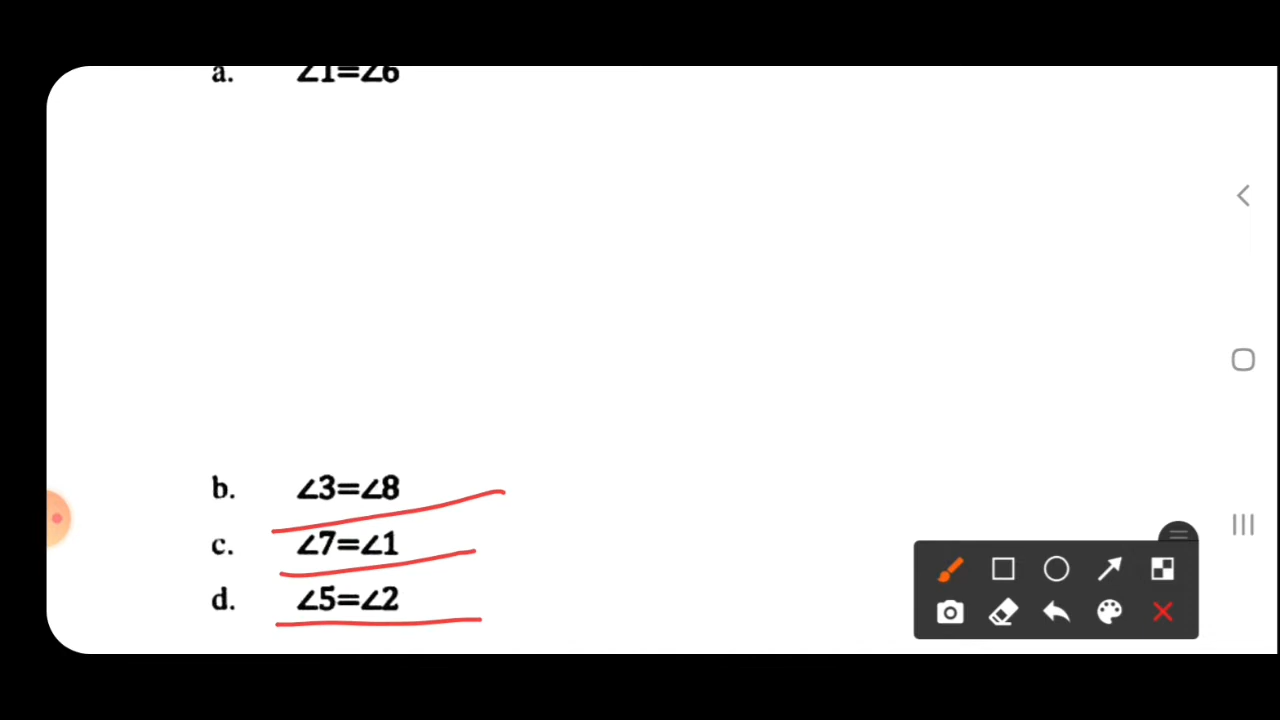 a. ∠1=∠6
b. ∠3=∠8
c. ∠7=∠1
d. ∠5=∠2